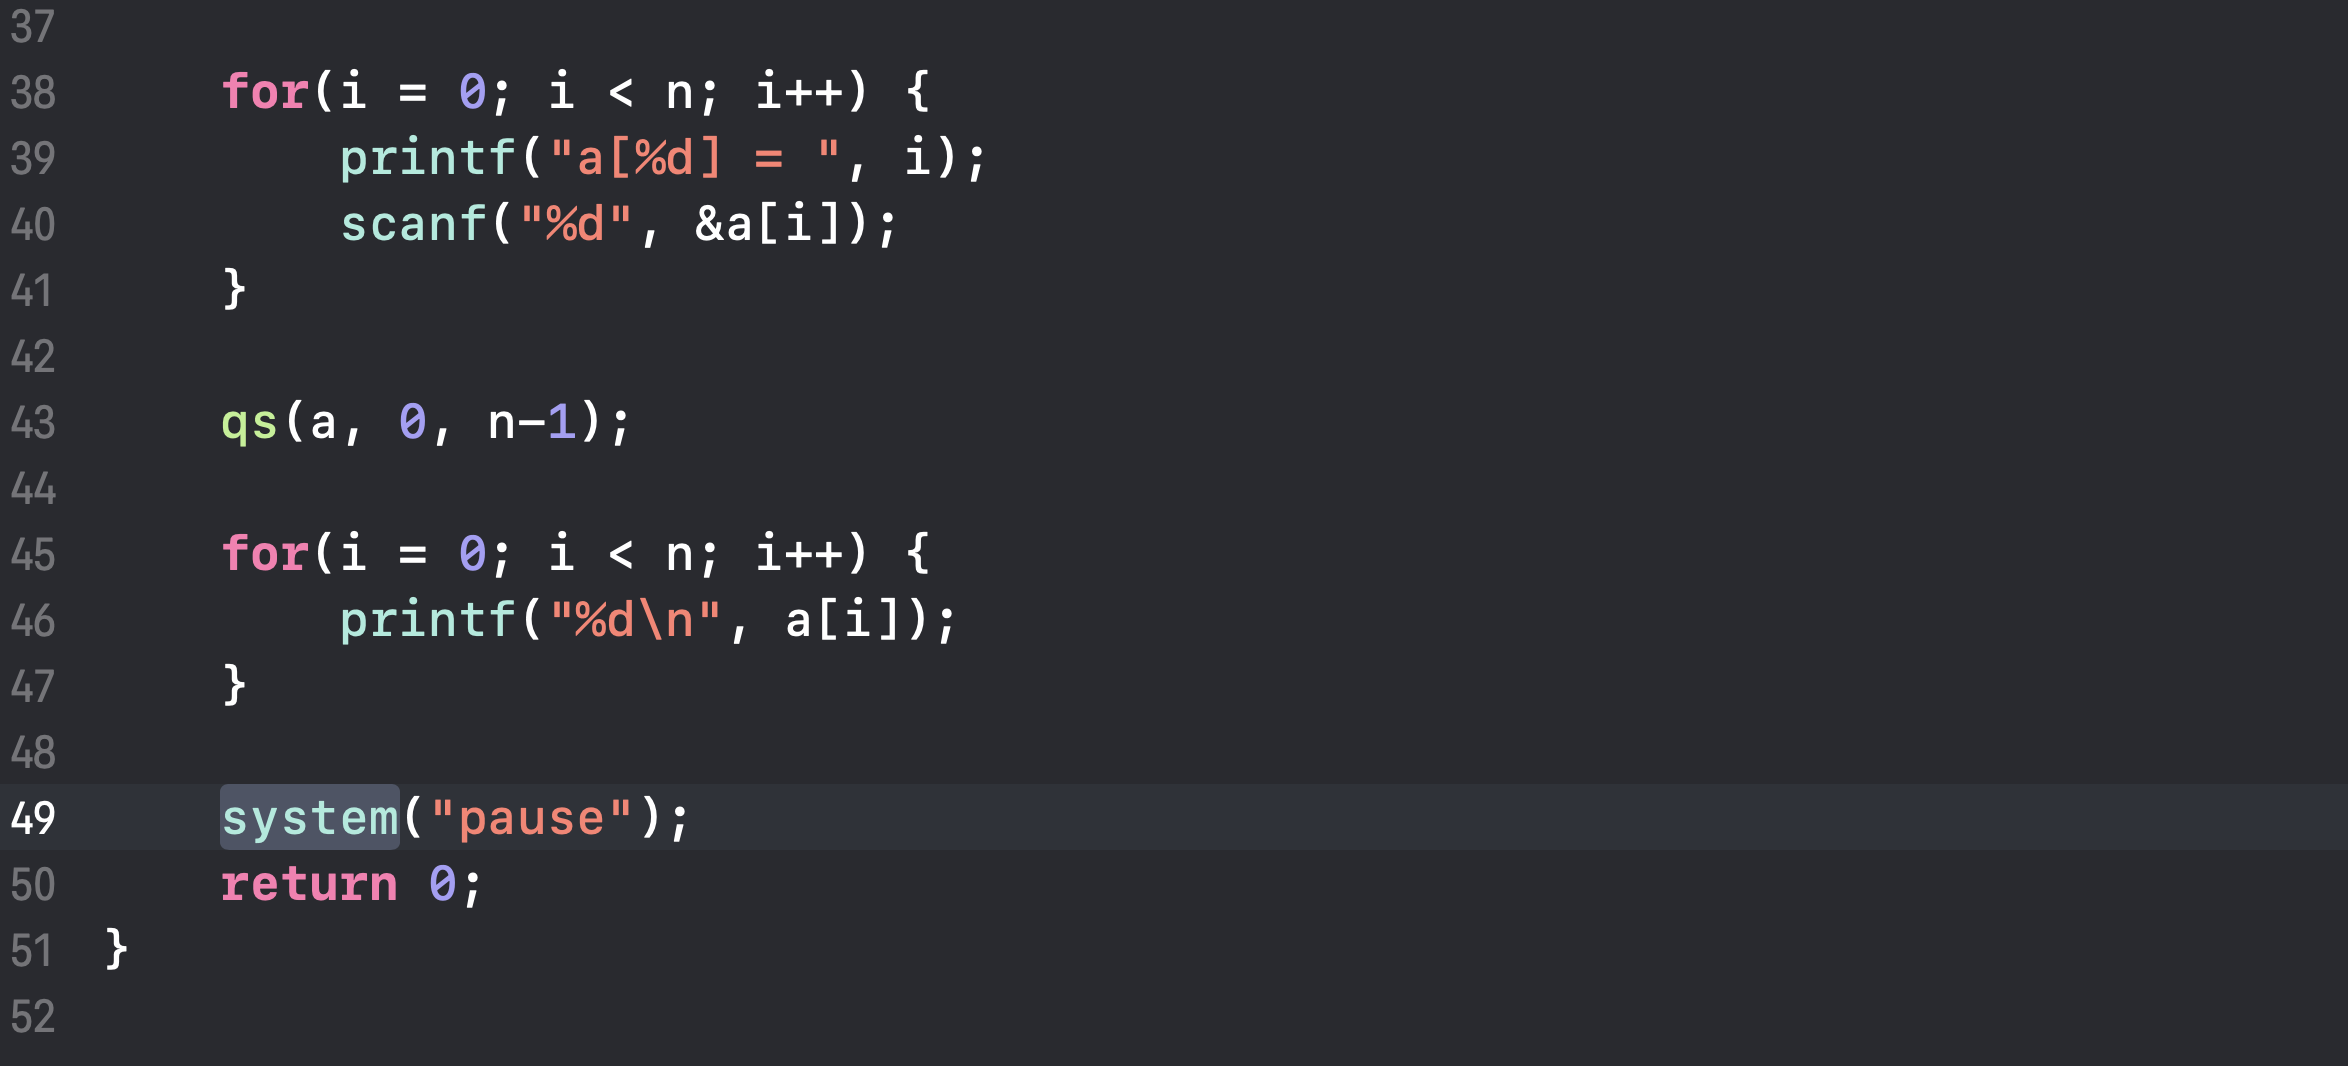 37
38 for(i = 0; i < n; i++) {
39 printf("a[%d] = ", i);
40 scanf("%d", &a[i]);
41 }
42
43 qs(a, 0, n-1);
44
45 for(i = 0; i < n; i++) {
46 printf("%d\n", a[i]);
47 }
48
49 system("pause");
50 return 0;
51 }
52